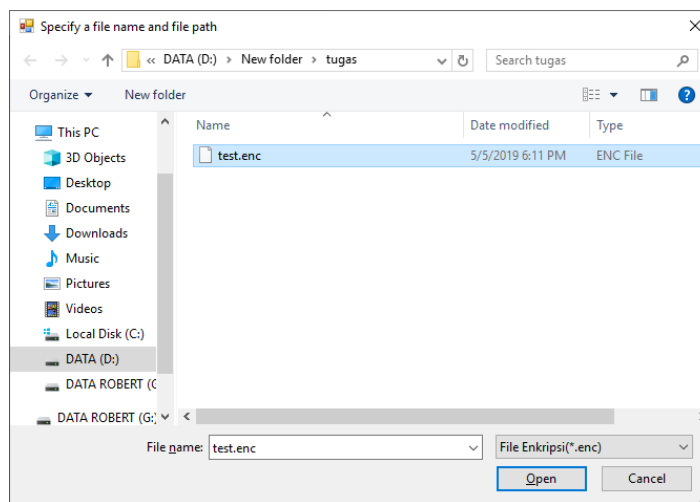 Specify a file name and file path
« DATA (D:) › New folder › tugas
Search tugas
Organize
New folder
?
Name
Date modified
Type
test.enc
5/5/2019 6:11 PM
ENC File
This PC
3D Objects
Desktop
Documents
Downloads
Music
Pictures
Videos
Local Disk (C:)
DATA (D:)
DATA ROBERT (G
DATA ROBERT (G:)
File name: test.enc
File Enkripsi(*.enc)
Open
Cancel